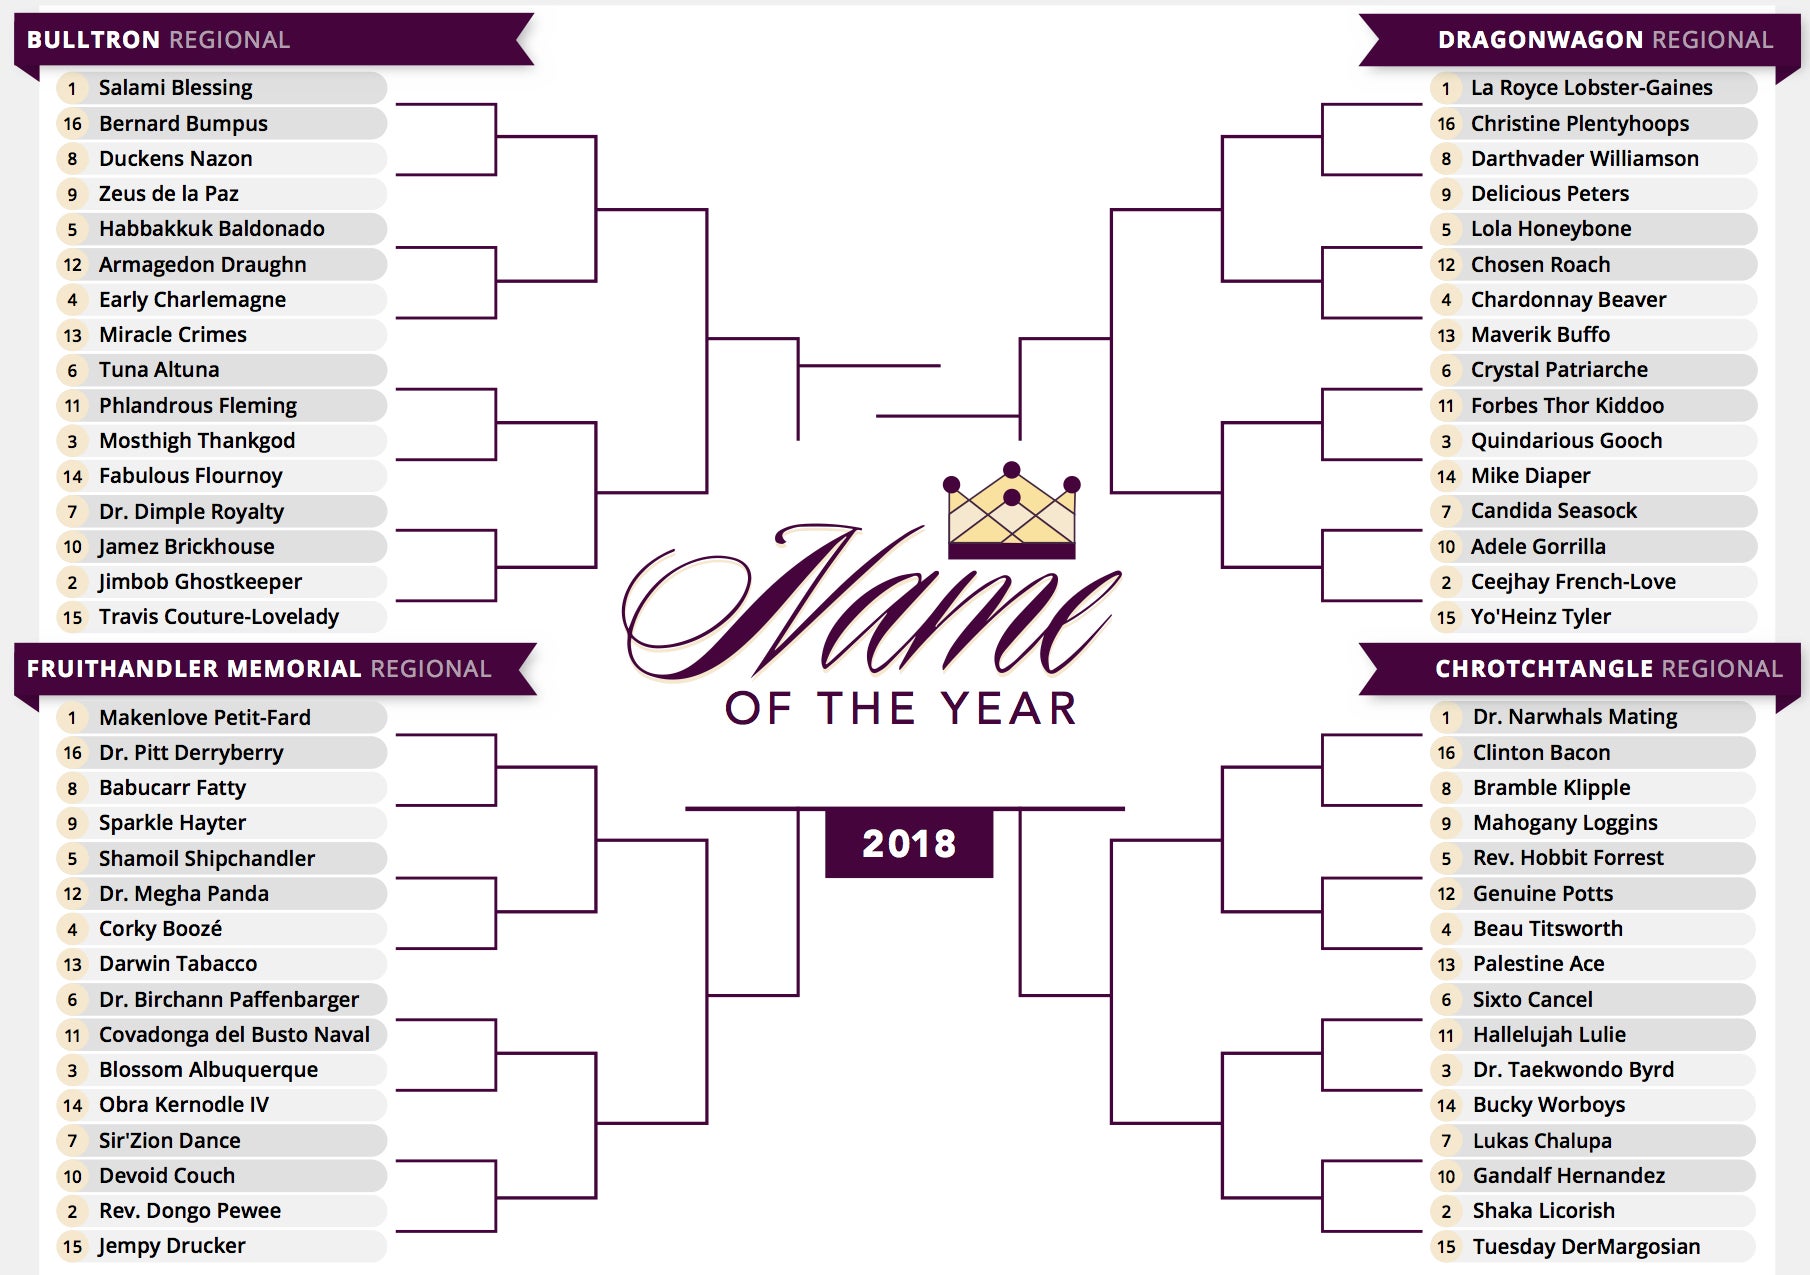 BULLTRON REGIONAL
1 Salami Blessing
16 Bernard Bumpus
8 Duckens Nazon
9 Zeus de la Paz
5 Habbakkuk Baldonado
12 Armagedon Draughn
4 Early Charlemagne
13 Miracle Crimes
6 Tuna Altuna
11 Phlandrous Fleming
3 Mosthigh Thankgod
14 Fabulous Flournoy
7 Dr. Dimple Royalty
10 Jamez Brickhouse
2 Jimbob Ghostkeeper
15 Travis Couture-Lovelady
FRUITHANDLER MEMORIAL REGIONAL
1 Makenlove Petit-Fard
16 Dr. Pitt Derryberry
8 Babucarr Fatty
9 Sparkle Hayter
5 Shamoil Shipchandler
12 Dr. Megha Panda
4 Corky Boozé
13 Darwin Tabacco
6 Dr. Birchann Paffenbarger
11 Covadonga del Busto Naval
3 Blossom Albuquerque
14 Obra Kernodle IV
7 Sir'Zion Dance
10 Devoid Couch
2 Rev. Dongo Pewee
15 Jempy Drucker
Name
OF THE YEAR
2018
DRAGONWAGON REGIONAL
1 La Royce Lobster-Gaines
16 Christine Plentyhoops
8 Darthvader Williamson
9 Delicious Peters
5 Lola Honeybone
12 Chosen Roach
4 Chardonnay Beaver
13 Maverik Buffo
6 Crystal Patriarche
11 Forbes Thor Kiddoo
3 Quindarious Gooch
14 Mike Diaper
7 Candida Seasock
10 Adele Gorrilla
2 Ceejhay French-Love
15 Yo'Heinz Tyler
CHROTCHTANGLE REGIONAL
1 Dr. Narwhals Mating
16 Clinton Bacon
8 Bramble Klipple
9 Mahogany Loggins
5 Rev. Hobbit Forrest
12 Genuine Potts
4 Beau Titsworth
13 Palestine Ace
6 Sixto Cancel
11 Hallelujah Lulie
3 Dr. Taekwondo Byrd
14 Bucky Worboys
7 Lukas Chalupa
10 Gandalf Hernandez
2 Shaka Licorish
15 Tuesday DerMargosian